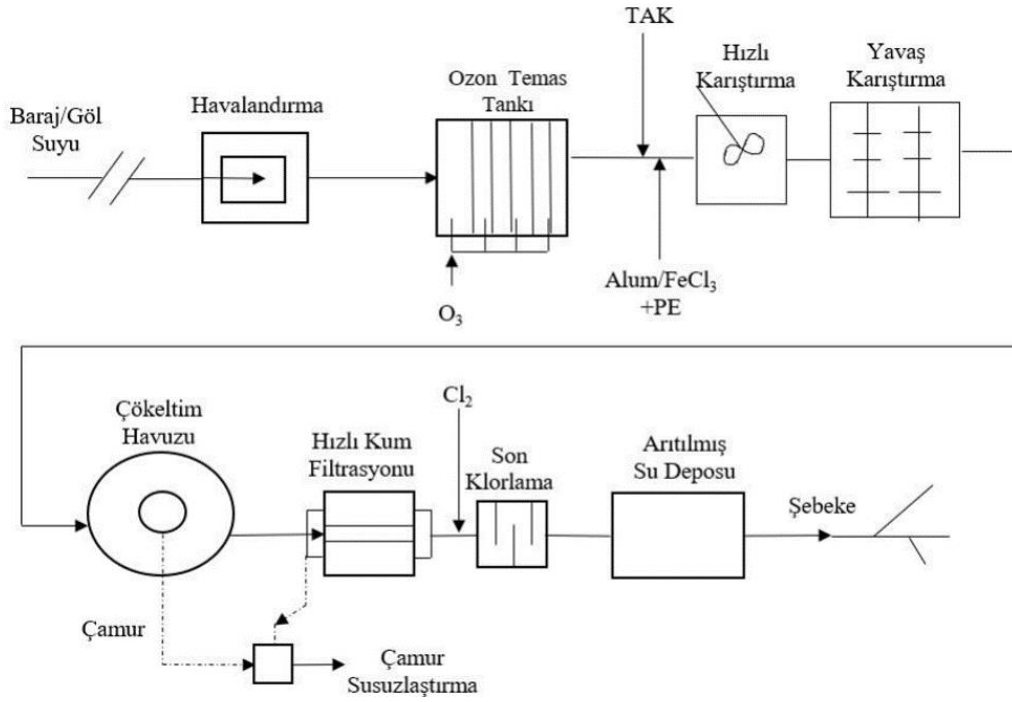 Baraj/Göl
Suyu
Havalandırma
Ozon Temas
Tankı
O3
TAK
Alum/FeCl3
+PE
Hızlı
Karıştırma
Yavaş
Karıştırma
Çökeltim
Havuzu
Hızlı Kum
Filtrasyonu
Cl2
Son
Klorlama
Arıtılmış
Su Deposu
Şebeke
Çamur
Çamur
Susuzlaştırma